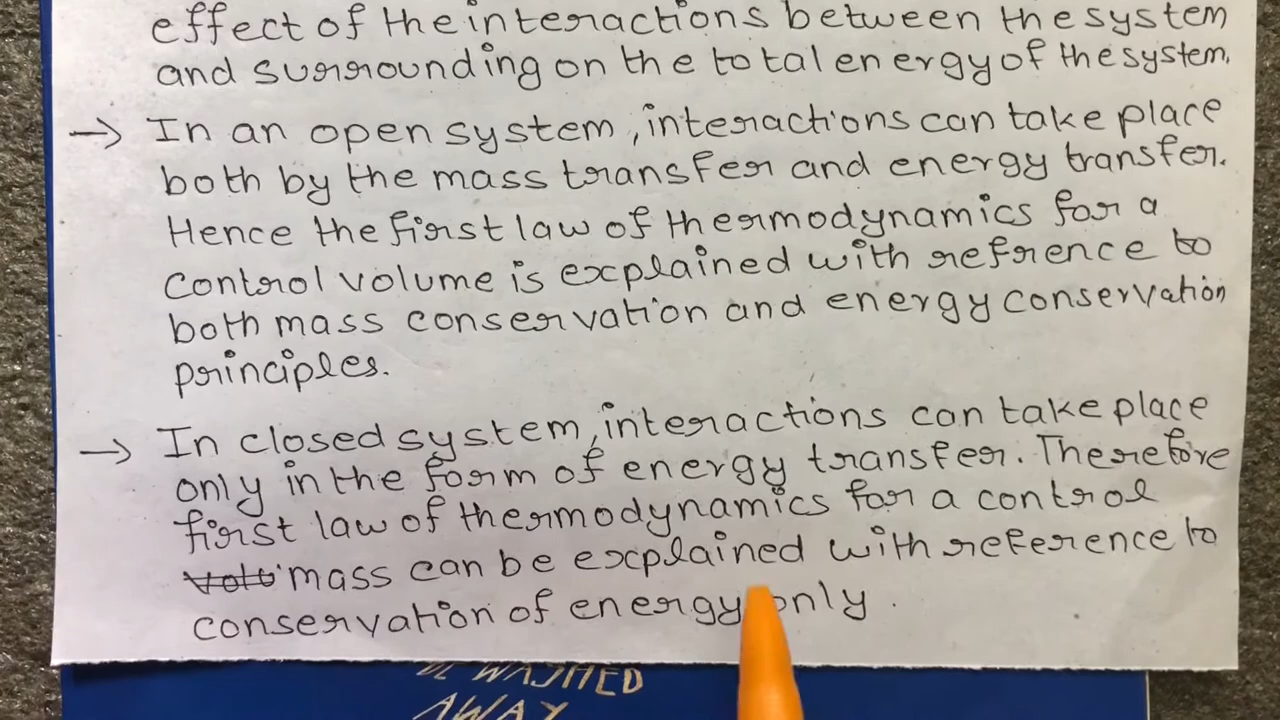 effect of the interactions between the system
and surrounding on the total energy of the system.
→ In an open system, interactions can take place
both by the mass transfer and energy transfer.
Hence the first law of thermodynamics for a
control volume is explained with refrence to
both mass conservation and energy conservation
principles.
→ In closed system, interactions can take place
only in the form of energy transfer. Therefore
first law of thermodynamics for a control
mass can be explained with reference to
conservation of energy only.
WASHED
AWAY